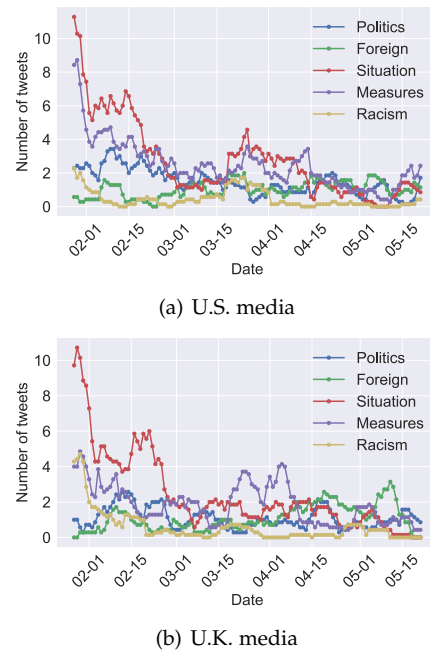 10
8
6
4
2
0
Number of tweets
Politics
Foreign
Situation
Measures
Racism
02-01 02-15 03-01 03-15 04-01 04-15 05-01 05-15
Date
(a) U.S. media
10
8
6
4
2
0
Number of tweets
Politics
Foreign
Situation
Measures
Racism
02-01 02-15 03-01 03-15 04-01 04-15 05-01 05-15
Date
(b) U.K. media